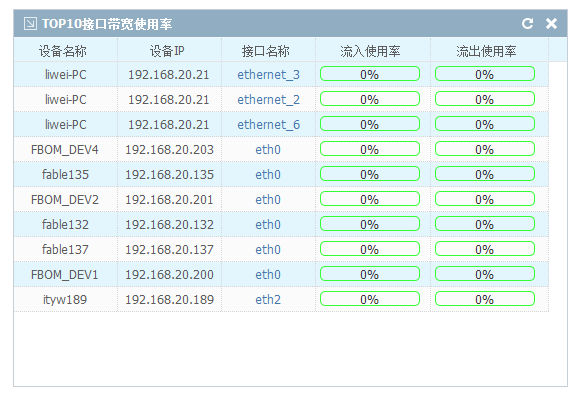 TOP10接口带宽使用率
设备名称 设备IP 接口名称 流入使用率 流出使用率
liwei-PC 192.168.20.21 ethernet_3 0% 0%
liwei-PC 192.168.20.21 ethernet_2 0% 0%
liwei-PC 192.168.20.21 ethernet_6 0% 0%
FBOM_DEV4 192.168.20.203 eth0 0% 0%
fable135 192.168.20.135 eth0 0% 0%
FBOM_DEV2 192.168.20.201 eth0 0% 0%
fable132 192.168.20.132 eth0 0% 0%
fable137 192.168.20.137 eth0 0% 0%
FBOM_DEV1 192.168.20.200 eth0 0% 0%
ityw189 192.168.20.189 eth2 0% 0%